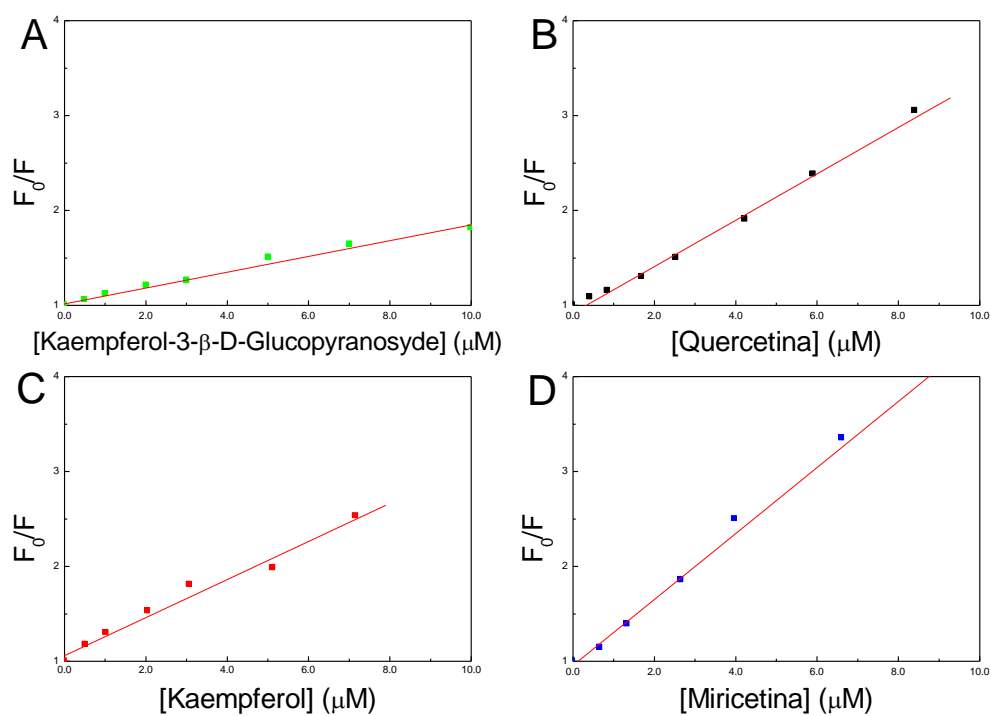 A
B
4
3
2
1
F0/F
0.0 2.0 4.0 6.0 8.0 10.0
[Kaempferol-3-β-D-Glucopyranosyde] (μM)
4
3
2
1
F0/F
0.0 2.0 4.0 6.0 8.0 10.0
[Quercetina] (μM)
C
D
4
3
2
1
F0/F
0.0 2.0 4.0 6.0 8.0 10.0
[Kaempferol] (μM)
4
3
2
1
F0/F
0.0 2.0 4.0 6.0 8.0 10.0
[Miricetina] (μM)